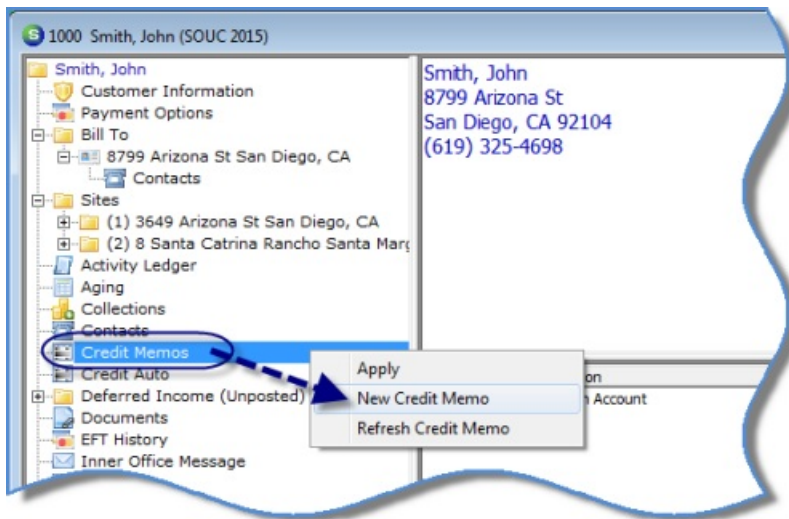 1000 Smith, John (SOUC 2015)
Smith, John
Customer Information
Payment Options
Bill To
8799 Arizona St San Diego, CA
Contacts
Sites
(1) 3649 Arizona St San Diego, CA
(2) 8 Santa Catrina Rancho Santa Marg
Activity Ledger
Aging
Collections
Contacts
Credit Memos
Credit Auto
Deferred Income (Unposted)
Documents
EFT History
Inner Office Message
Smith, John
8799 Arizona St
San Diego, CA 92104
(619) 325-4698
Apply
New Credit Memo
Refresh Credit Memo
on
Account